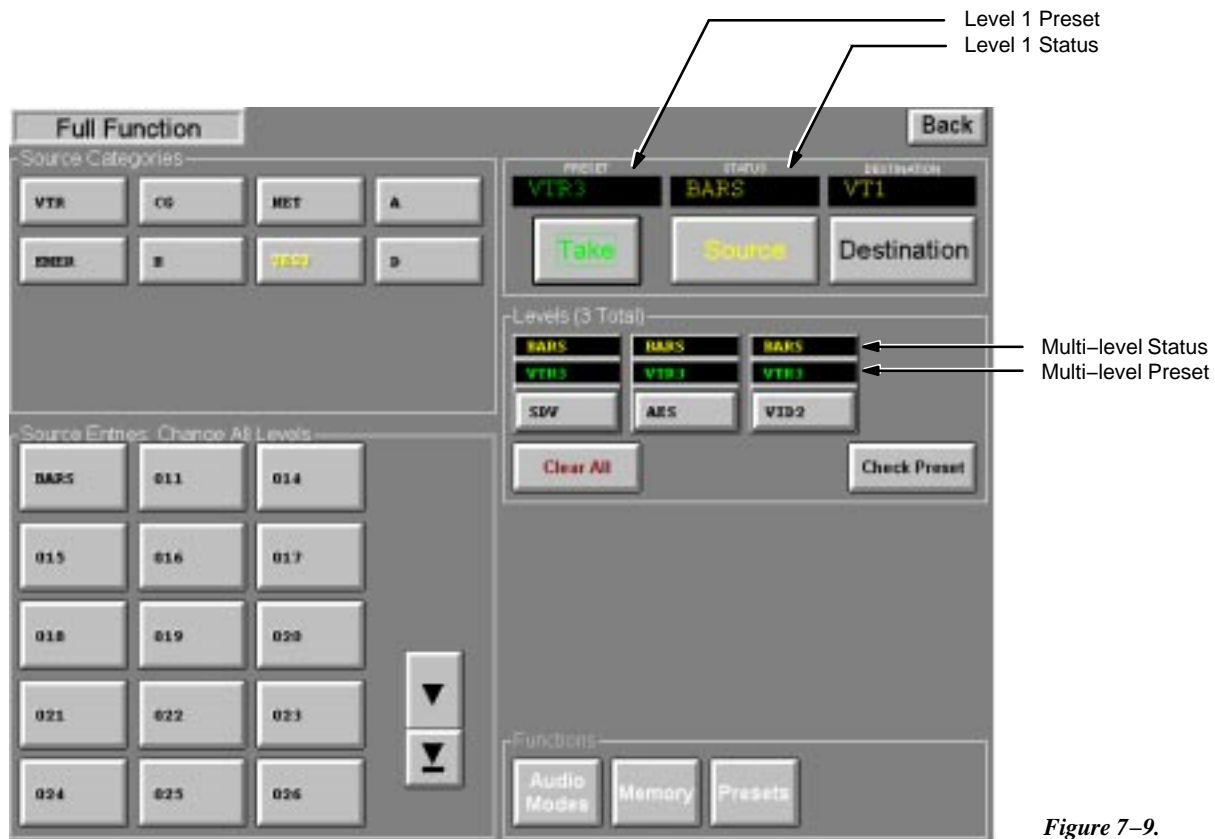 Level 1 Preset
Level 1 Status
Full Function
Back
Source Categories
VTR
CG
NET
A
EMER
B
TEST
D
PRESET
STATUS
DESTINATION
VTR3
BARS
VT1
Take
Source
Destination
Levels (3 Total)
BARS
BARS
BARS
Multi–level Status
VTR3
VTR3
VTR3
Multi–level Preset
SDV
AES
VID2
Clear All
Check Preset
Source Entries: Change All Levels
BARS
011
014
015
016
017
018
019
020
021
022
023
024
025
026
Functions
Audio
Modes
Memory
Presets
Figure 7–9.